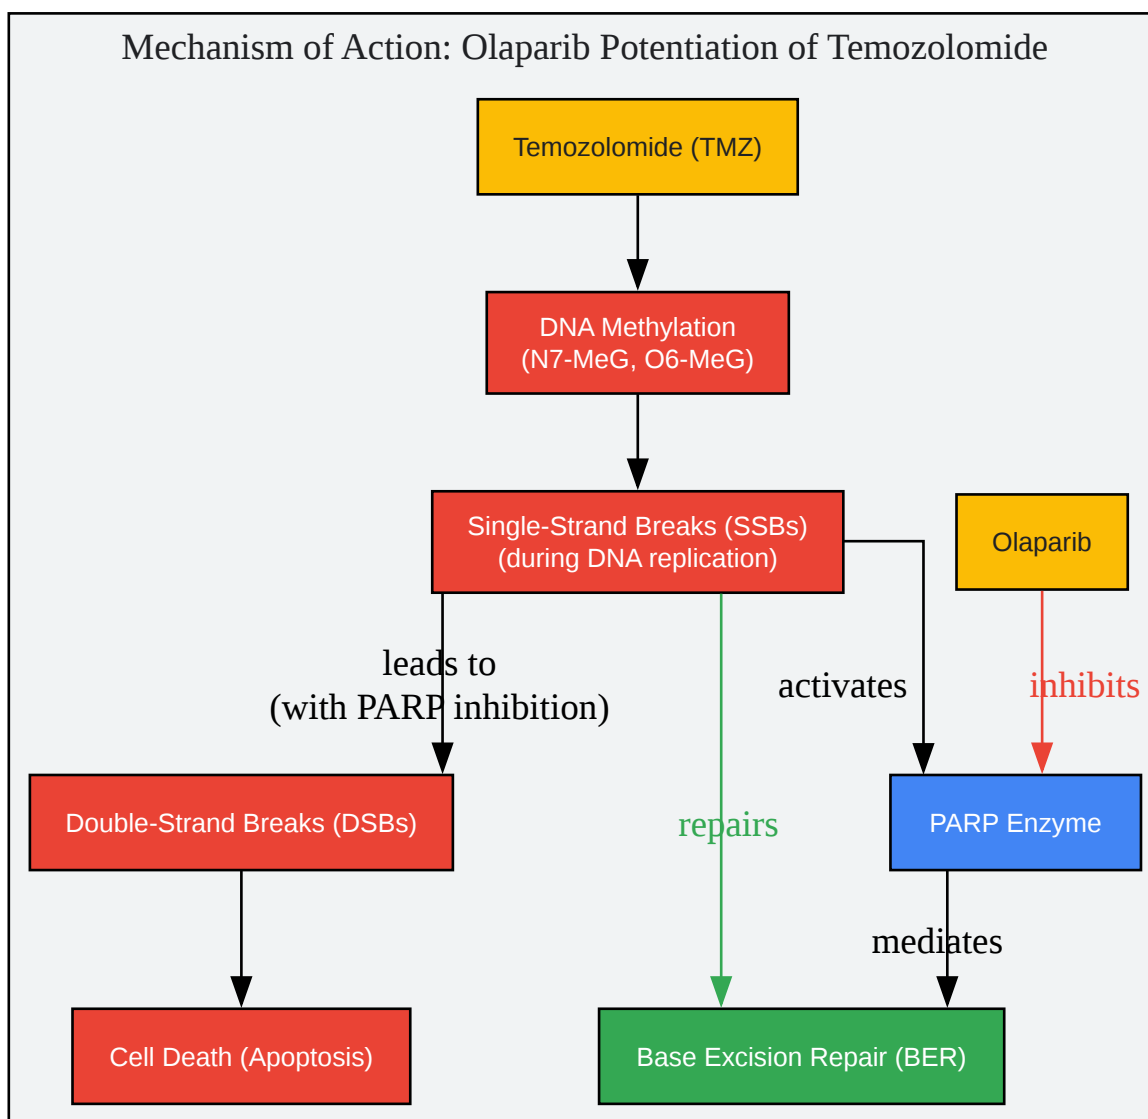 Mechanism of Action: Olaparib Potentiation of Temozolomide
Temozolomide (TMZ)
DNA Methylation
(N7-MeG, O6-MeG)
Single-Strand Breaks (SSBs)
(during DNA replication)
Olaparib
leads to
(with PARP inhibition)
activates
inhibits
Double-Strand Breaks (DSBs)
repairs
PARP Enzyme
mediates
Cell Death (Apoptosis)
Base Excision Repair (BER)